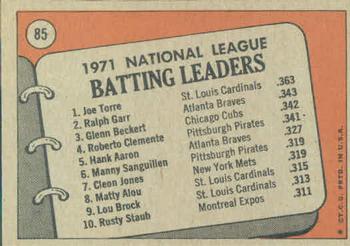 85
1971 NATIONAL LEAGUE
BATTING LEADERS
1. Joe Torre St. Louis Cardinals .363
2. Ralph Garr Atlanta Braves .343
3. Glenn Beckert Chicago Cubs .342
4. Roberto Clemente Pittsburgh Pirates .341
5. Hank Aaron Atlanta Braves .327
6. Manny Sanguillen Pittsburgh Pirates .319
7. Cleon Jones New York Mets .319
8. Matty Alou St. Louis Cardinals .315
9. Lou Brock St. Louis Cardinals .313
10. Rusty Staub Montreal Expos .311
© T.C.G. PRTD. IN U.S.A.